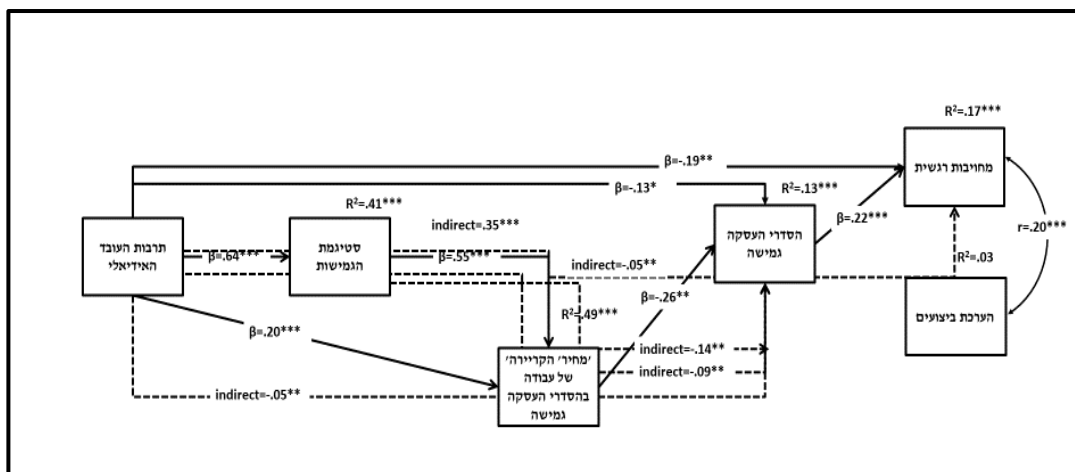 R²=.17***
מחויבות רגשית
β=-.19**
β=-.13*
R²=.13***
R²=.41***
indirect=.35***
β=.22***
r=.20***
תרבות העובד
האידיאלי
β=.64***
סטיגמת
הגמישות
β=.55***
הסדרי העסקה
גמישה
indirect=-.05**
R²=.03
β=-.26**
הערכת ביצועים
R²=.49***
β=.20***
'מחיר' הקריירה'
של עבודה
בהסדרי העסקה
גמישה
indirect=-.14**
indirect=-.09**
indirect=-.05**